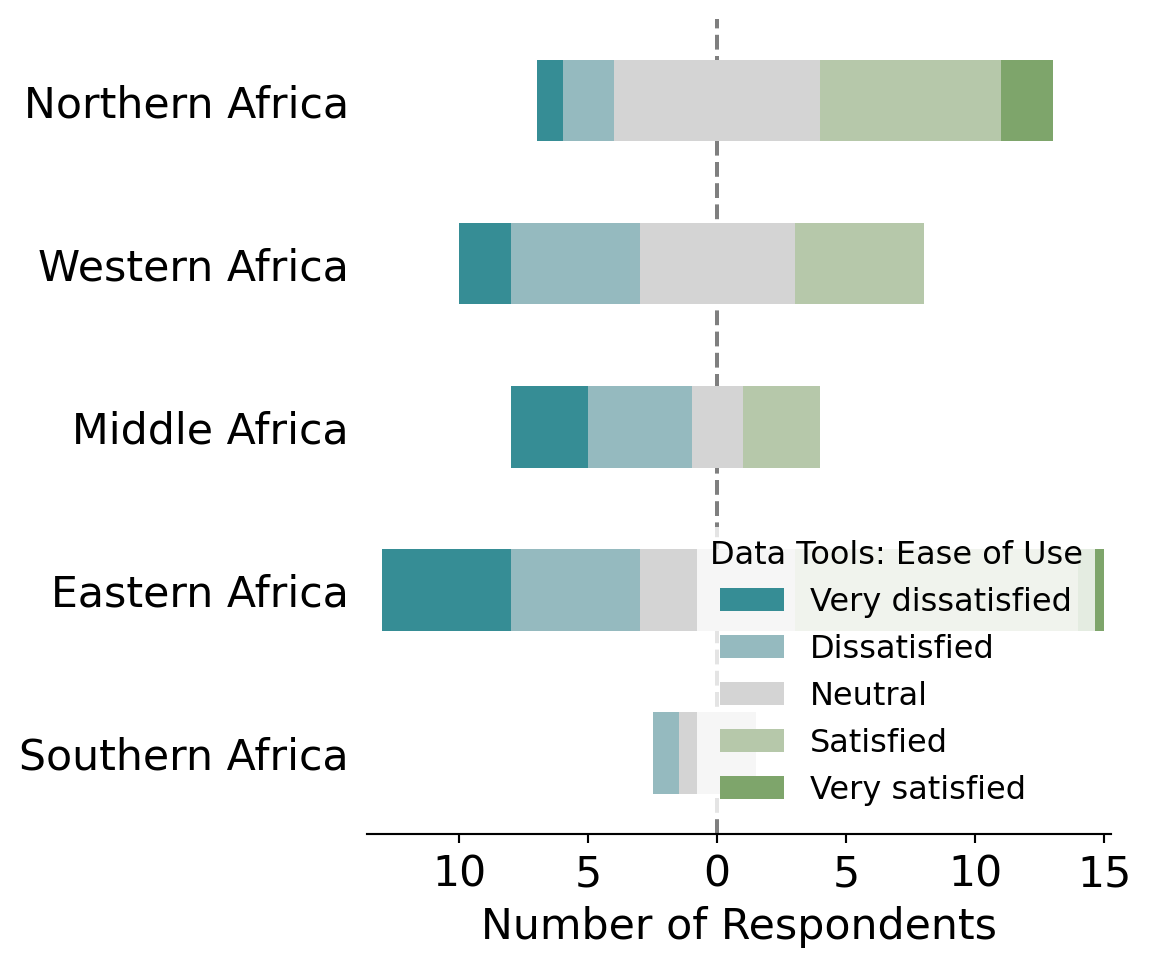 Northern Africa
Western Africa
Middle Africa
Eastern Africa
Southern Africa
Data Tools: Ease of Use
Very dissatisfied
Dissatisfied
Neutral
Satisfied
Very satisfied
10 5 0 5 10 15
Number of Respondents